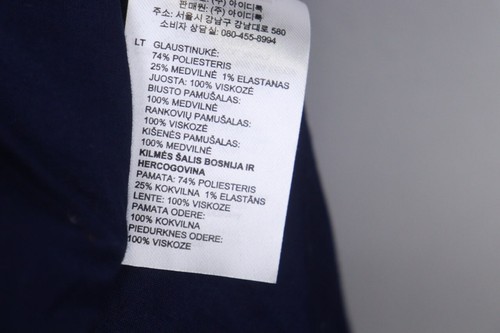 판매원: (주) 아이디룩
주소: 서울시 강남구 강남대로 580
소비자 상담실: 080-455-8994
LT GLAUSTINUKĖ:
74% POLIESTERIS
25% MEDVILNĖ 1% ELASTANAS
JUOSTA: 100% VISKOZĖ
BIUSTO PAMUŠALAS:
100% MEDVILNĖ
RANKOVIŲ PAMUŠALAS:
100% VISKOZĖ
KIŠENĖS PAMUŠALAS:
100% MEDVILNĖ
KILMĖS ŠALIS BOSNIJA IR
HERCOGOVINA
PAMATA: 74% POLIESTERIS
25% KOKVILNA 1% ELASTĀNS
LENTE: 100% VISKOZE
PAMATA ODERE:
100% KOKVILNA
PIEDURKNES ODERE:
100% VISKOZE